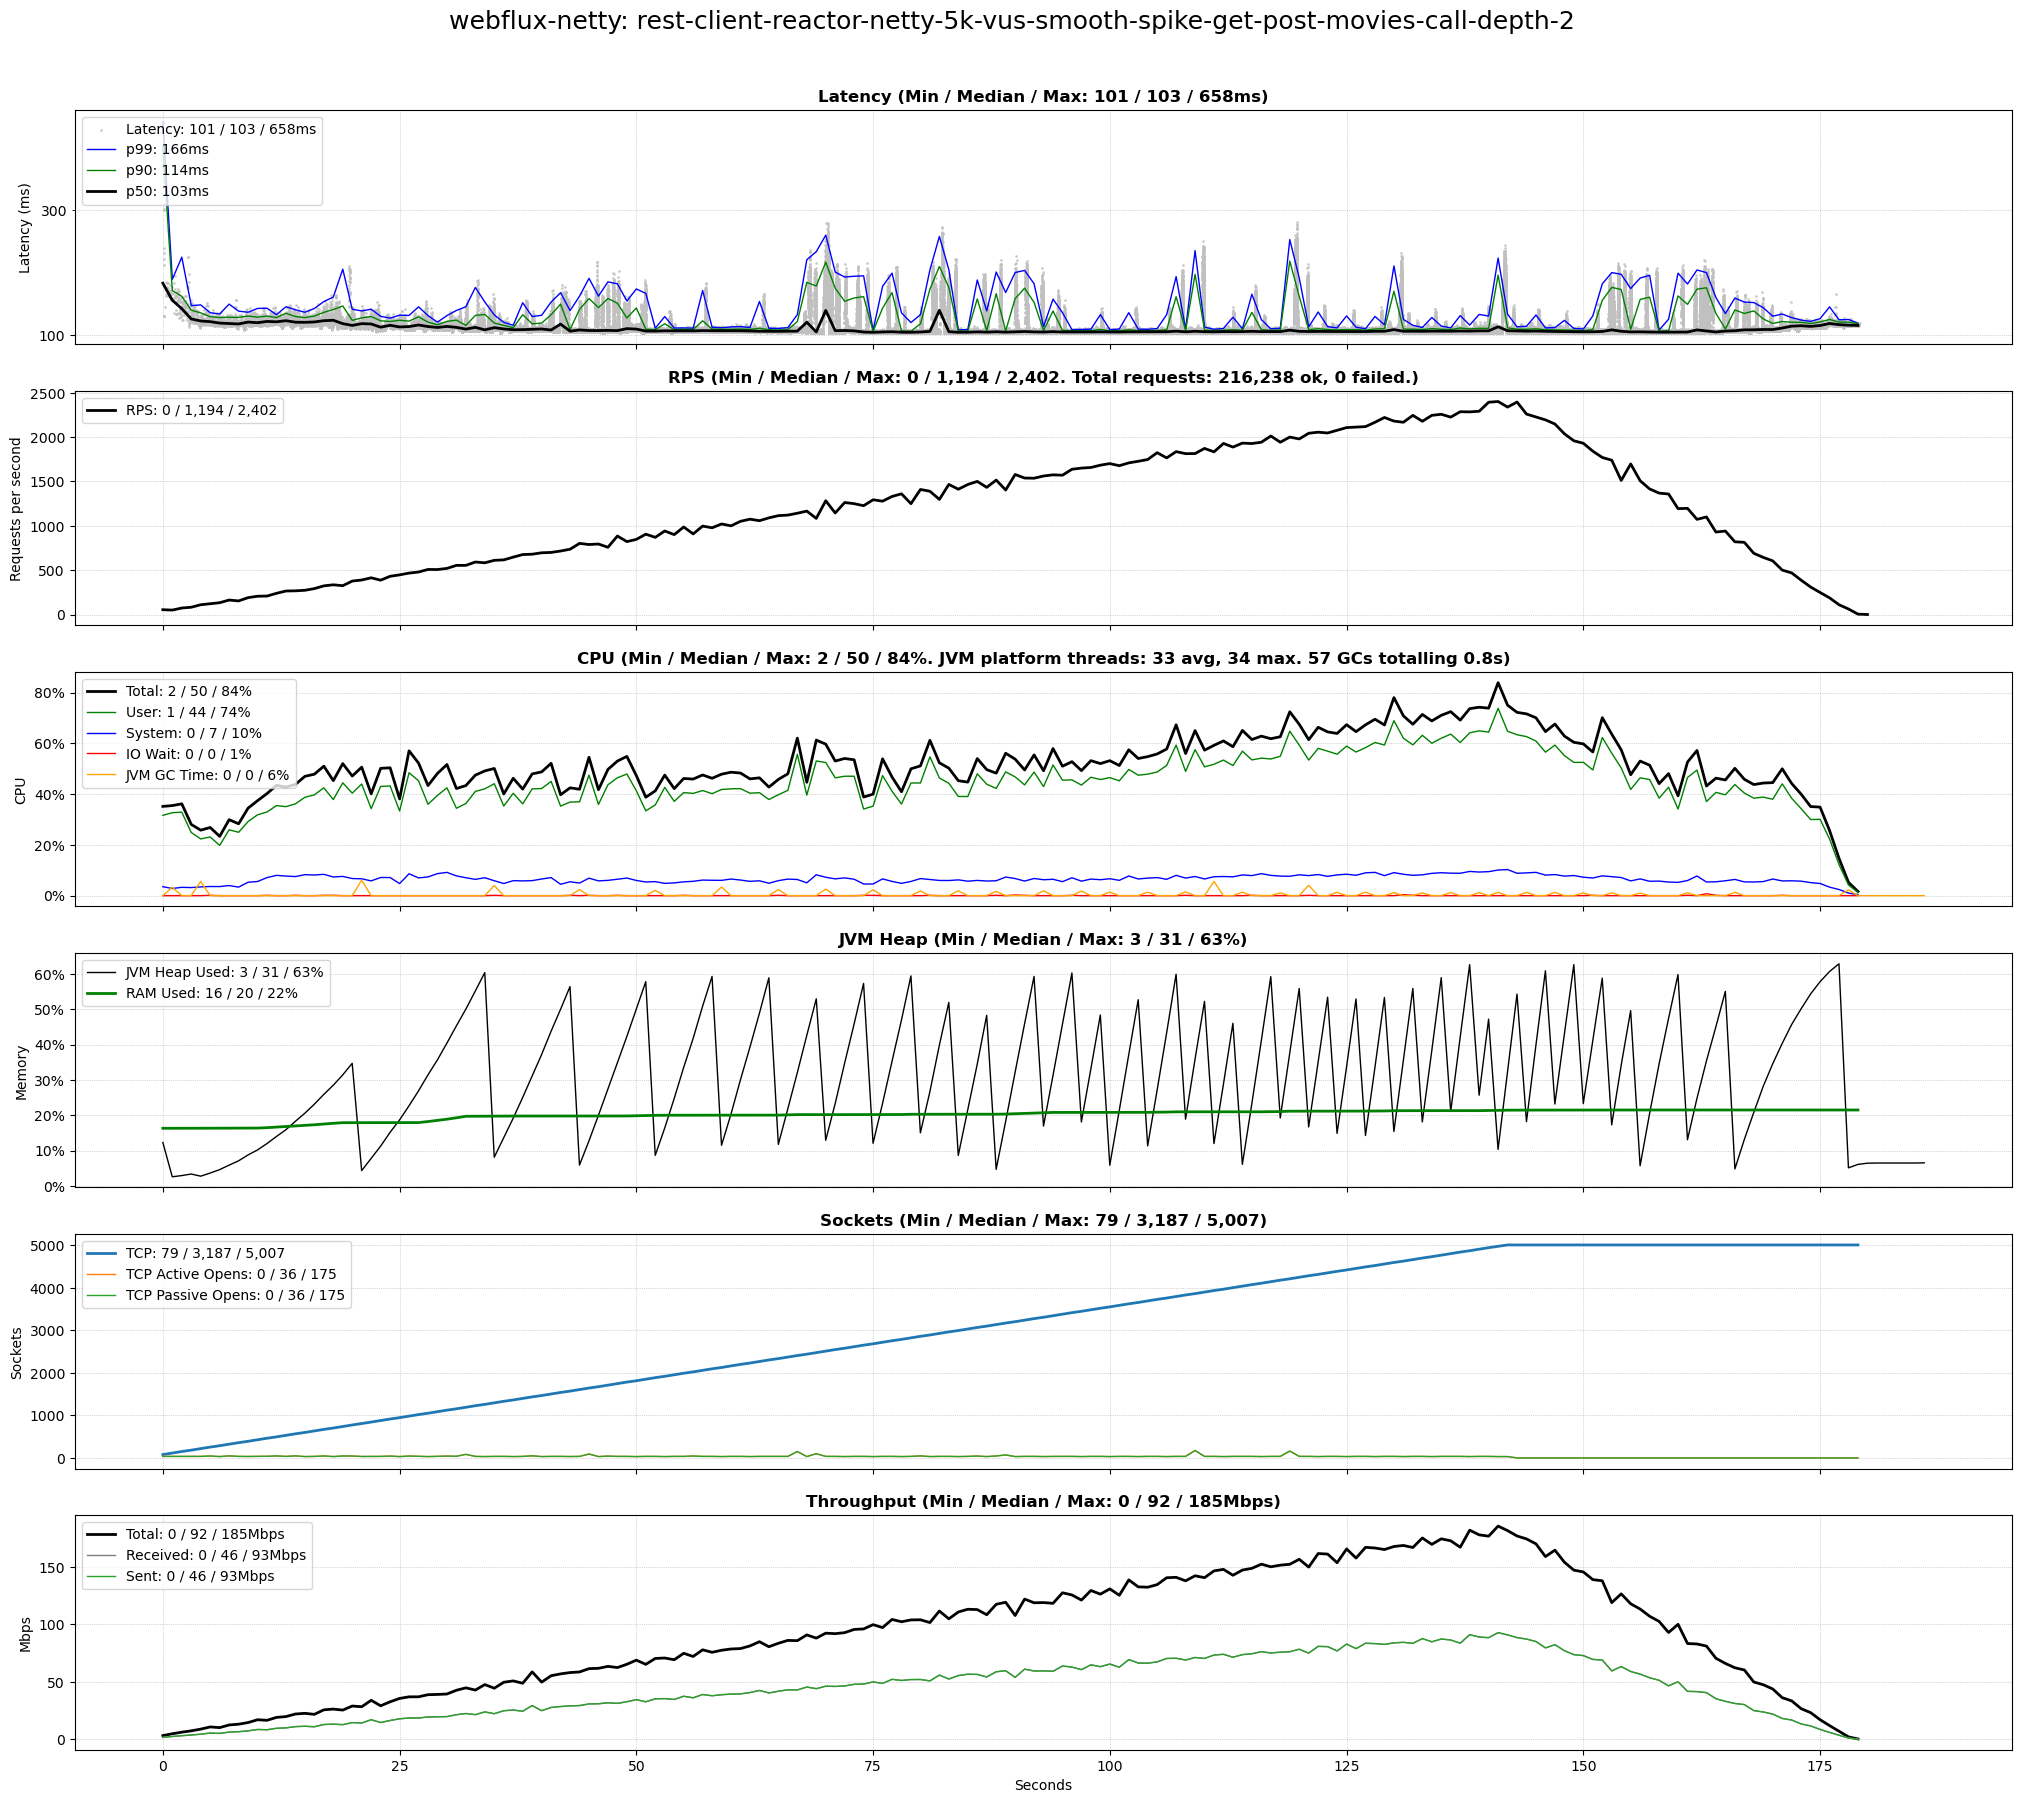 webflux-netty: rest-client-reactor-netty-5k-vus-smooth-spike-get-post-movies-call-depth-2
Latency (Min / Median / Max: 101 / 103 / 658ms)
Latency: 101 / 103 / 658ms
p99: 166ms
p90: 114ms
p50: 103ms
Latency (ms)
300
100
RPS (Min / Median / Max: 0 / 1,194 / 2,402. Total requests: 216,238 ok, 0 failed.)
RPS: 0 / 1,194 / 2,402
Requests per second
2500
2000
1500
1000
500
0
CPU (Min / Median / Max: 2 / 50 / 84%. JVM platform threads: 33 avg, 34 max. 57 GCs totalling 0.8s)
Total: 2 / 50 / 84%
User: 1 / 44 / 74%
System: 0 / 7 / 10%
IO Wait: 0 / 0 / 1%
JVM GC Time: 0 / 0 / 6%
CPU
80%
60%
40%
20%
0%
JVM Heap (Min / Median / Max: 3 / 31 / 63%)
JVM Heap Used: 3 / 31 / 63%
RAM Used: 16 / 20 / 22%
Memory
60%
50%
40%
30%
20%
10%
0%
Sockets (Min / Median / Max: 79 / 3,187 / 5,007)
TCP: 79 / 3,187 / 5,007
TCP Active Opens: 0 / 36 / 175
TCP Passive Opens: 0 / 36 / 175
Sockets
5000
4000
3000
2000
1000
0
Throughput (Min / Median / Max: 0 / 92 / 185Mbps)
Total: 0 / 92 / 185Mbps
Received: 0 / 46 / 93Mbps
Sent: 0 / 46 / 93Mbps
Mbps
150
100
50
0
0 25 50 75 100 125 150 175
Seconds